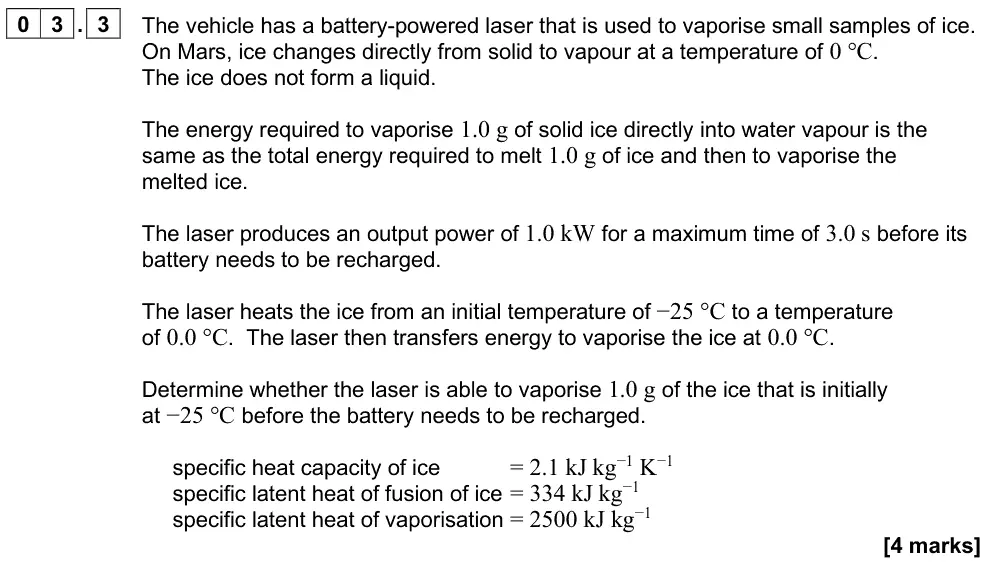 0 3 . 3 The vehicle has a battery-powered laser that is used to vaporise small samples of ice.
On Mars, ice changes directly from solid to vapour at a temperature of 0 °C.
The ice does not form a liquid.
The energy required to vaporise 1.0 g of solid ice directly into water vapour is the
same as the total energy required to melt 1.0 g of ice and then to vaporise the
melted ice.
The laser produces an output power of 1.0 kW for a maximum time of 3.0 s before its
battery needs to be recharged.
The laser heats the ice from an initial temperature of −25 °C to a temperature
of 0.0 °C. The laser then transfers energy to vaporise the ice at 0.0 °C.
Determine whether the laser is able to vaporise 1.0 g of the ice that is initially
at −25 °C before the battery needs to be recharged.
specific heat capacity of ice = 2.1 kJ kg⁻¹ K⁻¹
specific latent heat of fusion of ice = 334 kJ kg⁻¹
specific latent heat of vaporisation = 2500 kJ kg⁻¹
[4 marks]